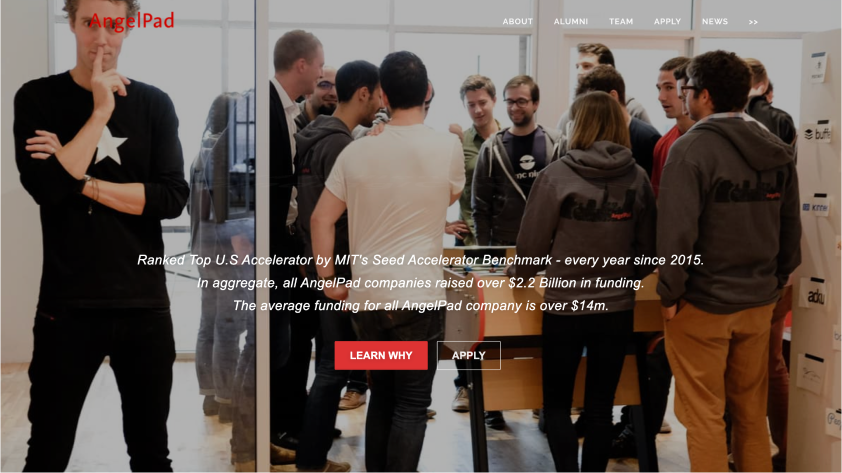 AngelPad
ABOUT ALUMNI TEAM APPLY NEWS >>
buffe
Ranked Top U.S Accelerator by MIT's Seed Accelerator Benchmark - every year since 2015.
In aggregate, all AngelPad companies raised over $2.2 Billion in funding.
The average funding for all AngelPad company is over $14m.
LEARN WHY APPLY